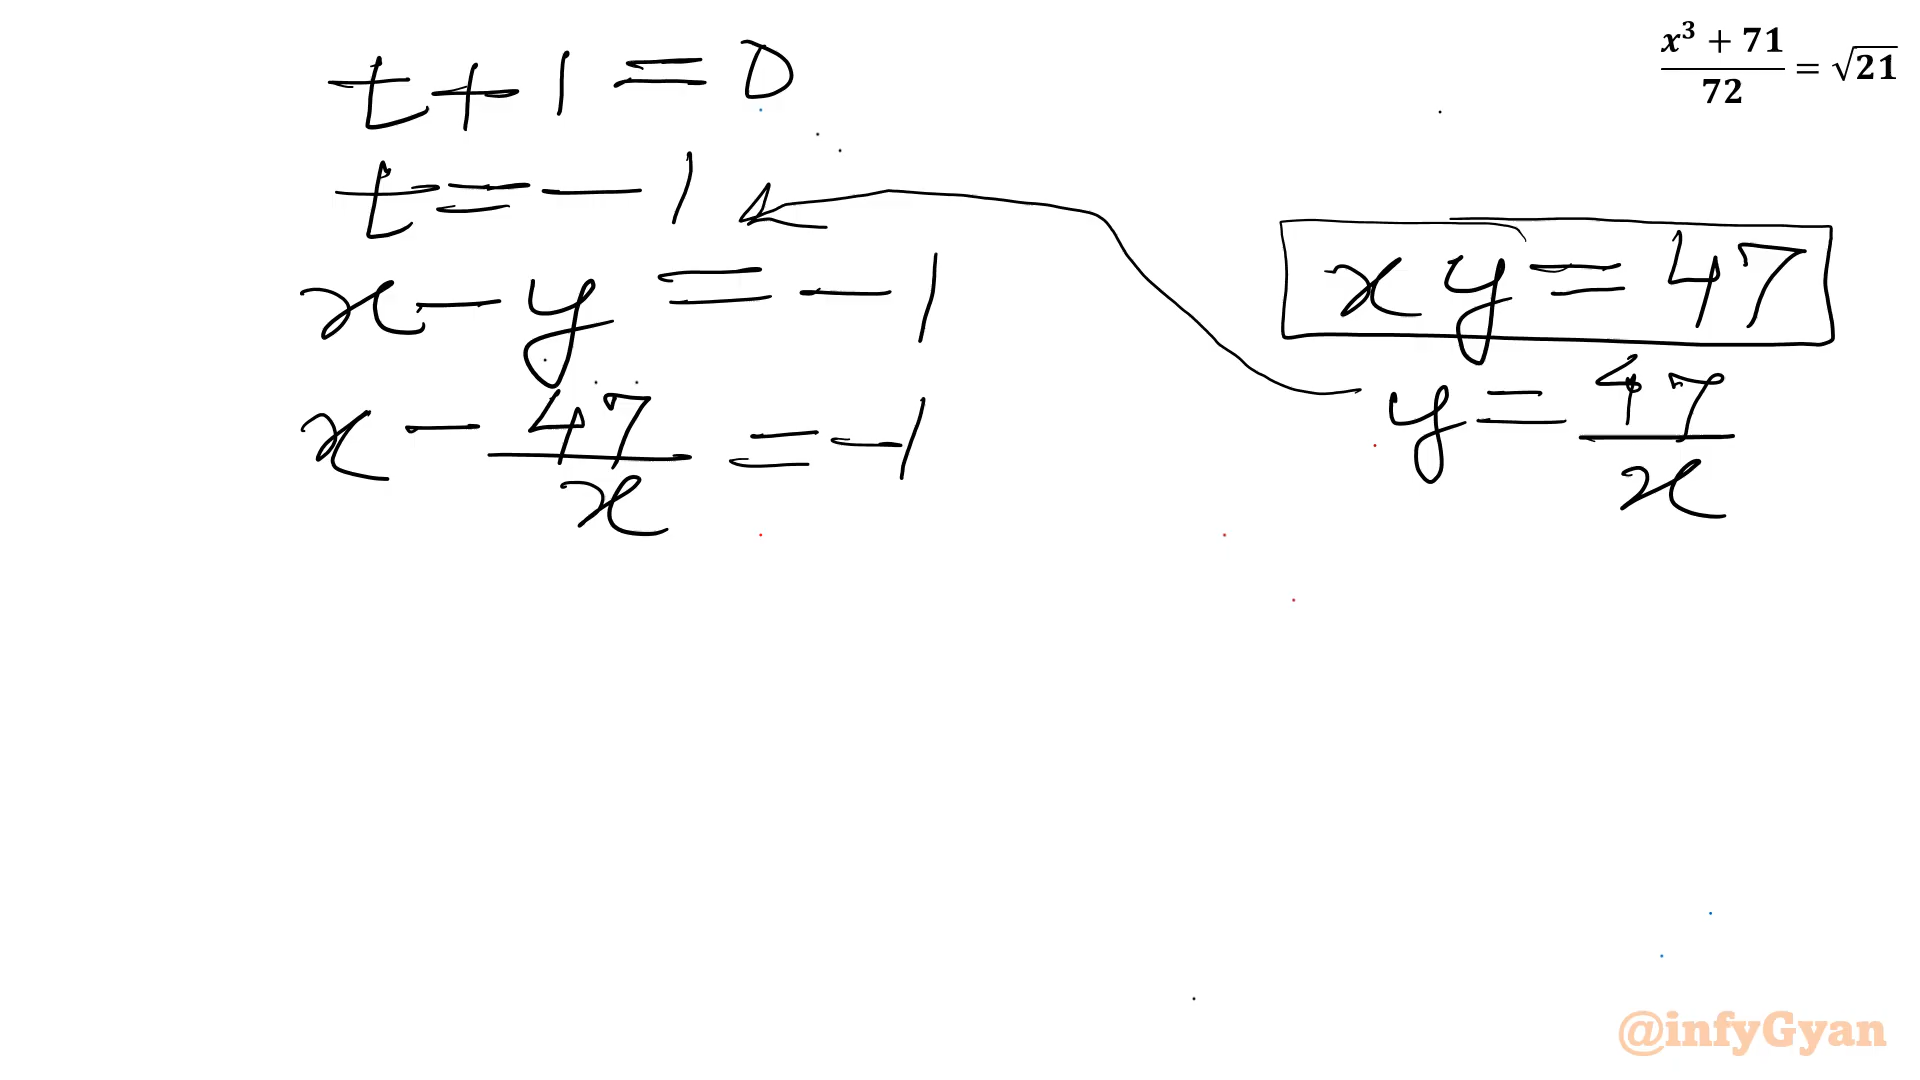 x³ + 71 / 72 = √21
t + 1 = 0
t = - 1
x - y = - 1
xy = 47
x - 47/x = - 1
y = 47/x
@infyGyan